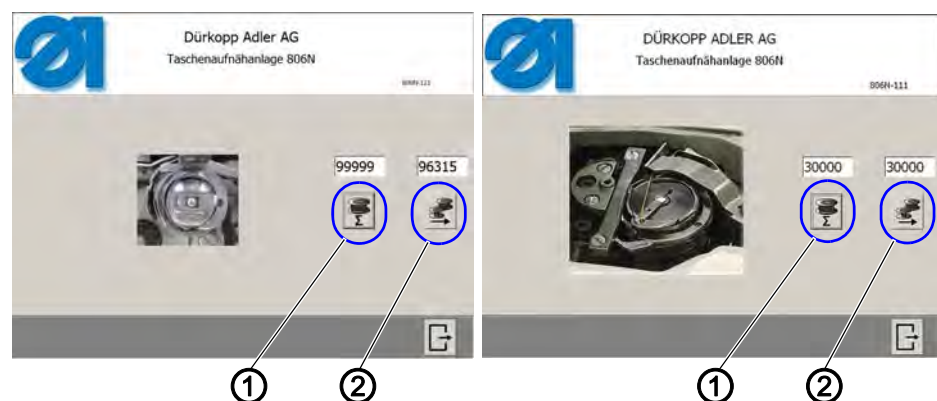 Dürkopp Adler AG
Taschenaufnähanlage 806N
99999 96315
Σ
1 2
DÜRKOPP ADLER AG
Taschenaufnähanlage 806N
806N-111
30000 30000
Σ
1 2